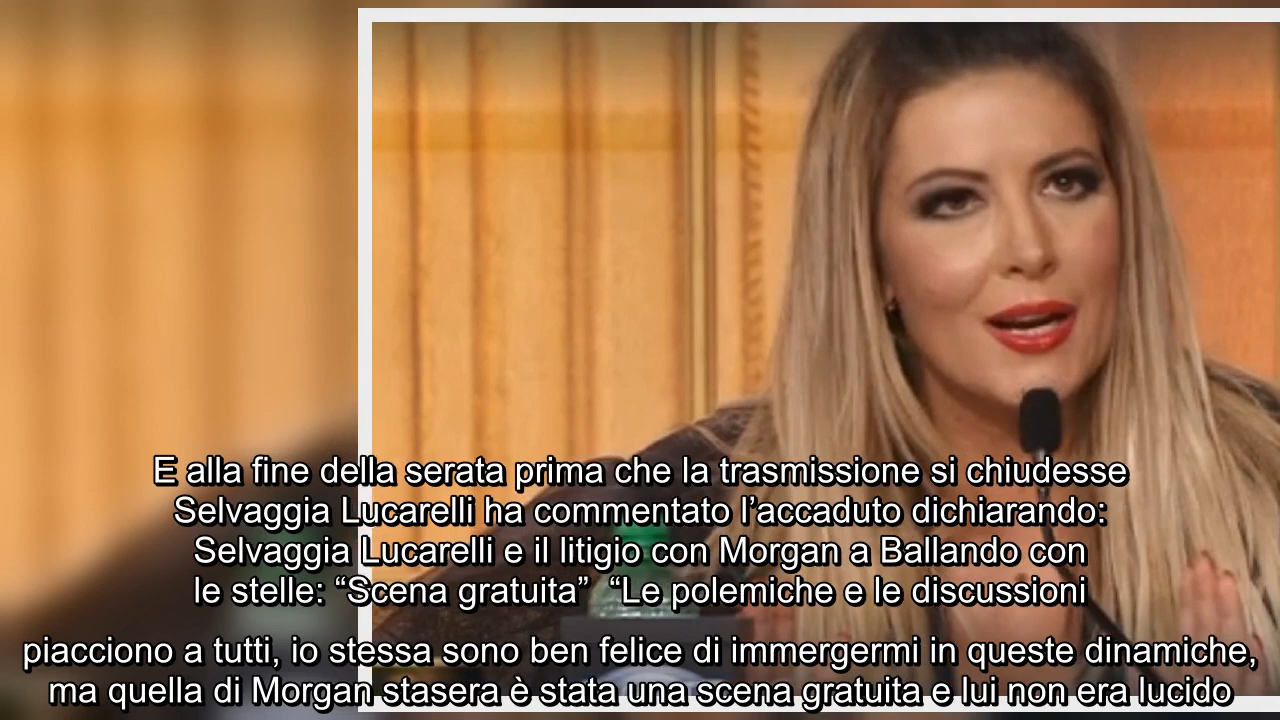 E alla fine della serata prima che la trasmissione si chiudesse
Selvaggia Lucarelli ha commentato l’accaduto dichiarando:
Selvaggia Lucarelli e il litigio con Morgan a Ballando con
le stelle: “Scena gratuita” “Le polemiche e le discussioni
piacciono a tutti, io stessa sono ben felice di immergermi in queste dinamiche,
ma quella di Morgan stasera è stata una scena gratuita e lui non era lucido